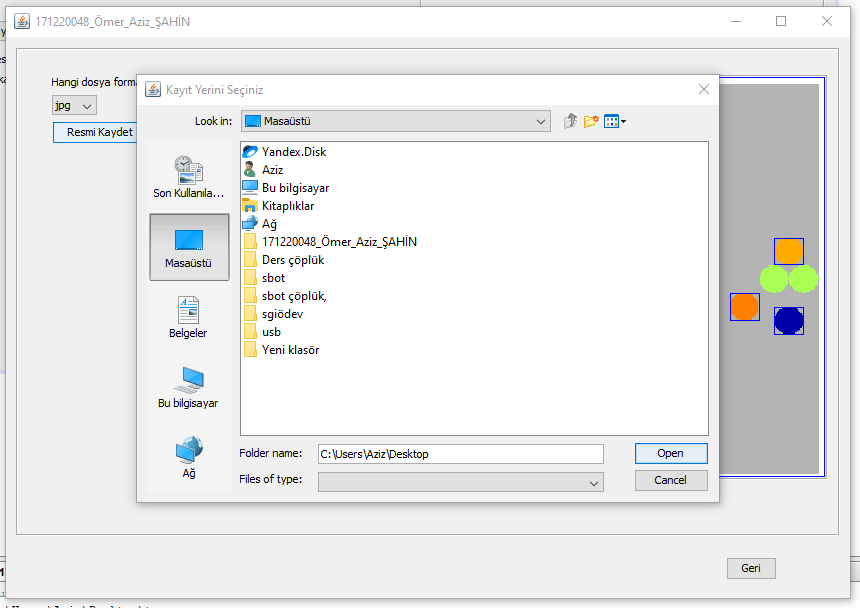 171220048_Ömer_Aziz_ŞAHİN
Hangi dosya forma
jpg
Resmi Kaydet
Kayıt Yerini Seçiniz
Look in:
Masaüstü
Son Kullanıla...
Masaüstü
Belgeler
Bu bilgisayar
Ağ
Yandex.Disk
Aziz
Bu bilgisayar
Kitaplıklar
Ağ
171220048_Ömer_Aziz_ŞAHİN
Ders çöplük
sbot
sbot çöplük,
sgiödev
usb
Yeni klasör
Folder name:
C:\Users\Aziz\Desktop
Open
Files of type:
Cancel
Geri